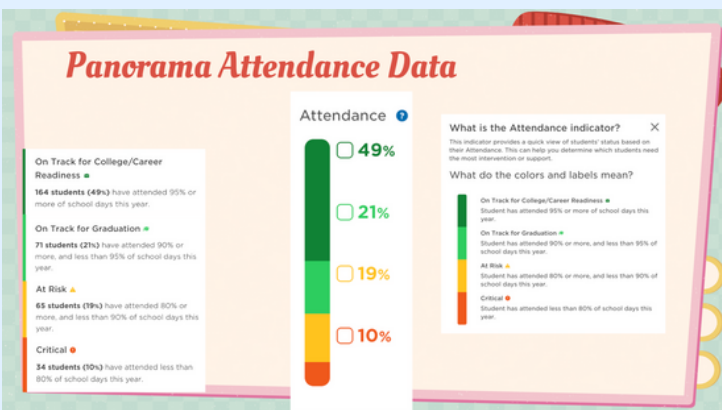 Panorama Attendance Data
On Track for College/Career
Readiness
164 students (49%) have attended 95% or
more of school days this year.
On Track for Graduation
71 students (21%) have attended 90% or
more, and less than 95% of school days this
year.
At Risk
65 students (19%) have attended 80% or
more, and less than 90% of school days this
year.
Critical
34 students (10%) have attended less than
80% of school days this year.
Attendance ?
49%
21%
19%
10%
What is the Attendance indicator?
This indicator provides a quick view of students' status based on
their Attendance. This can help you determine which students need
the most intervention or support.
What do the colors and labels mean?
On Track for College/Career Readiness
Student has attended 95% or more of school days this
year.
On Track for Graduation
Student has attended 90% or more, and less than 95% of
school days this year.
At Risk
Student has attended 80% or more, and less than 90% of
school days this year.
Critical
Student has attended less than 80% of school days this
year.